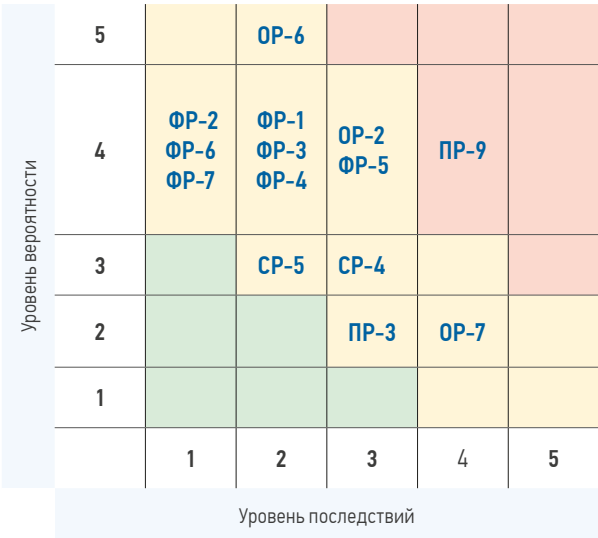 Уровень вероятности
5
ОР-6
4
ФР-2
ФР-6
ФР-7
ФР-1
ФР-3
ФР-4
ОР-2
ФР-5
ПР-9
3
СР-5
СР-4
2
ПР-3
ОР-7
1
1 2 3 4 5
Уровень последствий